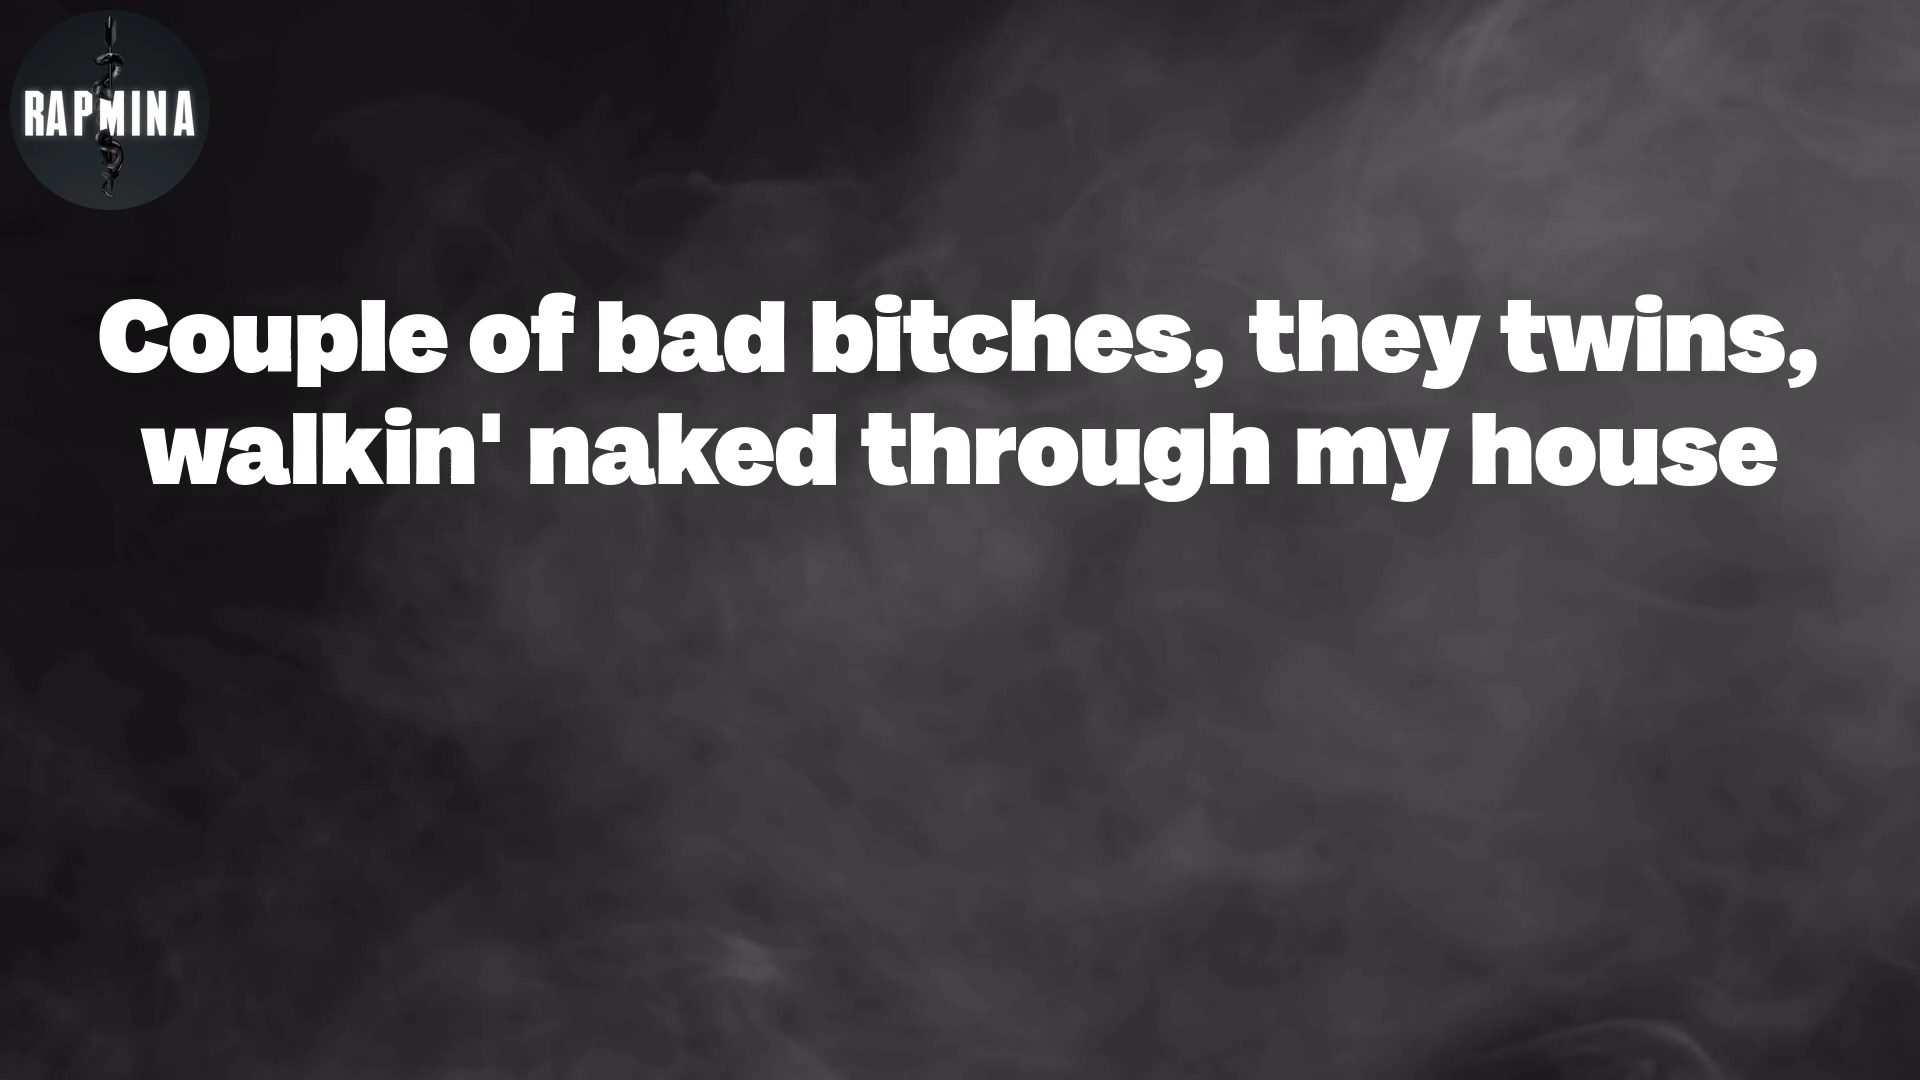 RAPMINA
Couple of bad bitches, they twins,
walkin' naked through my house